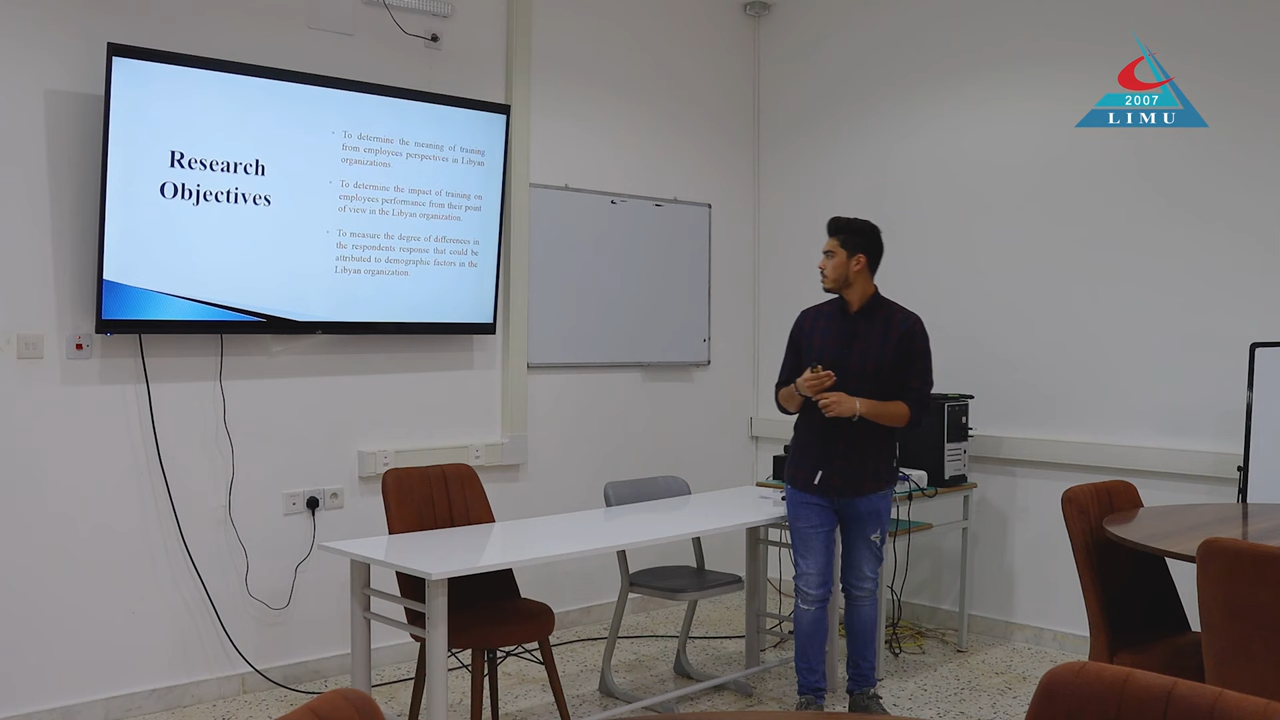 Research
Objectives
To determine the meaning of training
from employees perspectives in Libyan
organizations
To determine the impact of training on
employees performance from their point
of view in the Libyan organization.
To measure the degree of differences in
the respondents response that could be
attributed to demographic factors in the
Libyan organization.
2007
LIMU